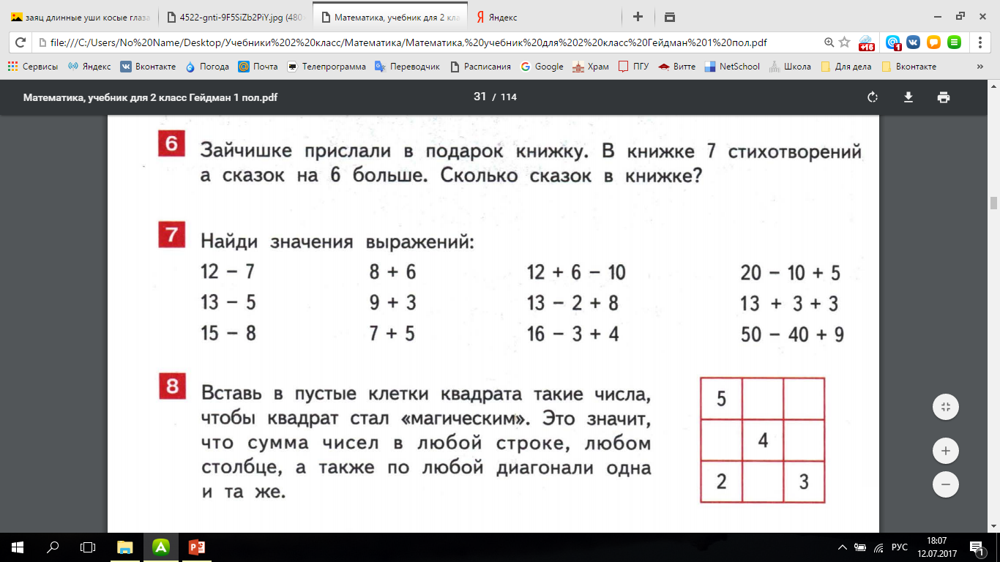 заяц длинные уши косые глаза
4522-gnti-9F5SiZb2PiY.jpg (480×
Математика, учебник для 2 кла
Яндекс
file:///C:/Users/No%20Name/Desktop/Учебники%202%20класс/Математика/Математика,%20учебник%20для%202%20класс%20Гейдман%201%20пол.pdf
+16
1
Сервисы Яндекс Вконтакте Погода Почта Телепрограмма Переводчик Расписания Google Храм ПГУ Витте NetSchool Школа Для дела Вконтакте »
Математика, учебник для 2 класс Гейдман 1 пол.pdf
31 / 114
6 Зайчишке прислали в подарок книжку. В книжке 7 стихотворений
а сказок на 6 больше. Сколько сказок в книжке?
7 Найди значения выражений:
12 − 7 8 + 6 12 + 6 − 10 20 − 10 + 5
13 − 5 9 + 3 13 − 2 + 8 13 + 3 + 3
15 − 8 7 + 5 16 − 3 + 4 50 − 40 + 9
8 Вставь в пустые клетки квадрата такие числа,
чтобы квадрат стал «магическим». Это значит,
что сумма чисел в любой строке, любом
столбце, а также по любой диагонали одна
и та же.
5
4
2 3
РУС
18:07
12.07.2017
1